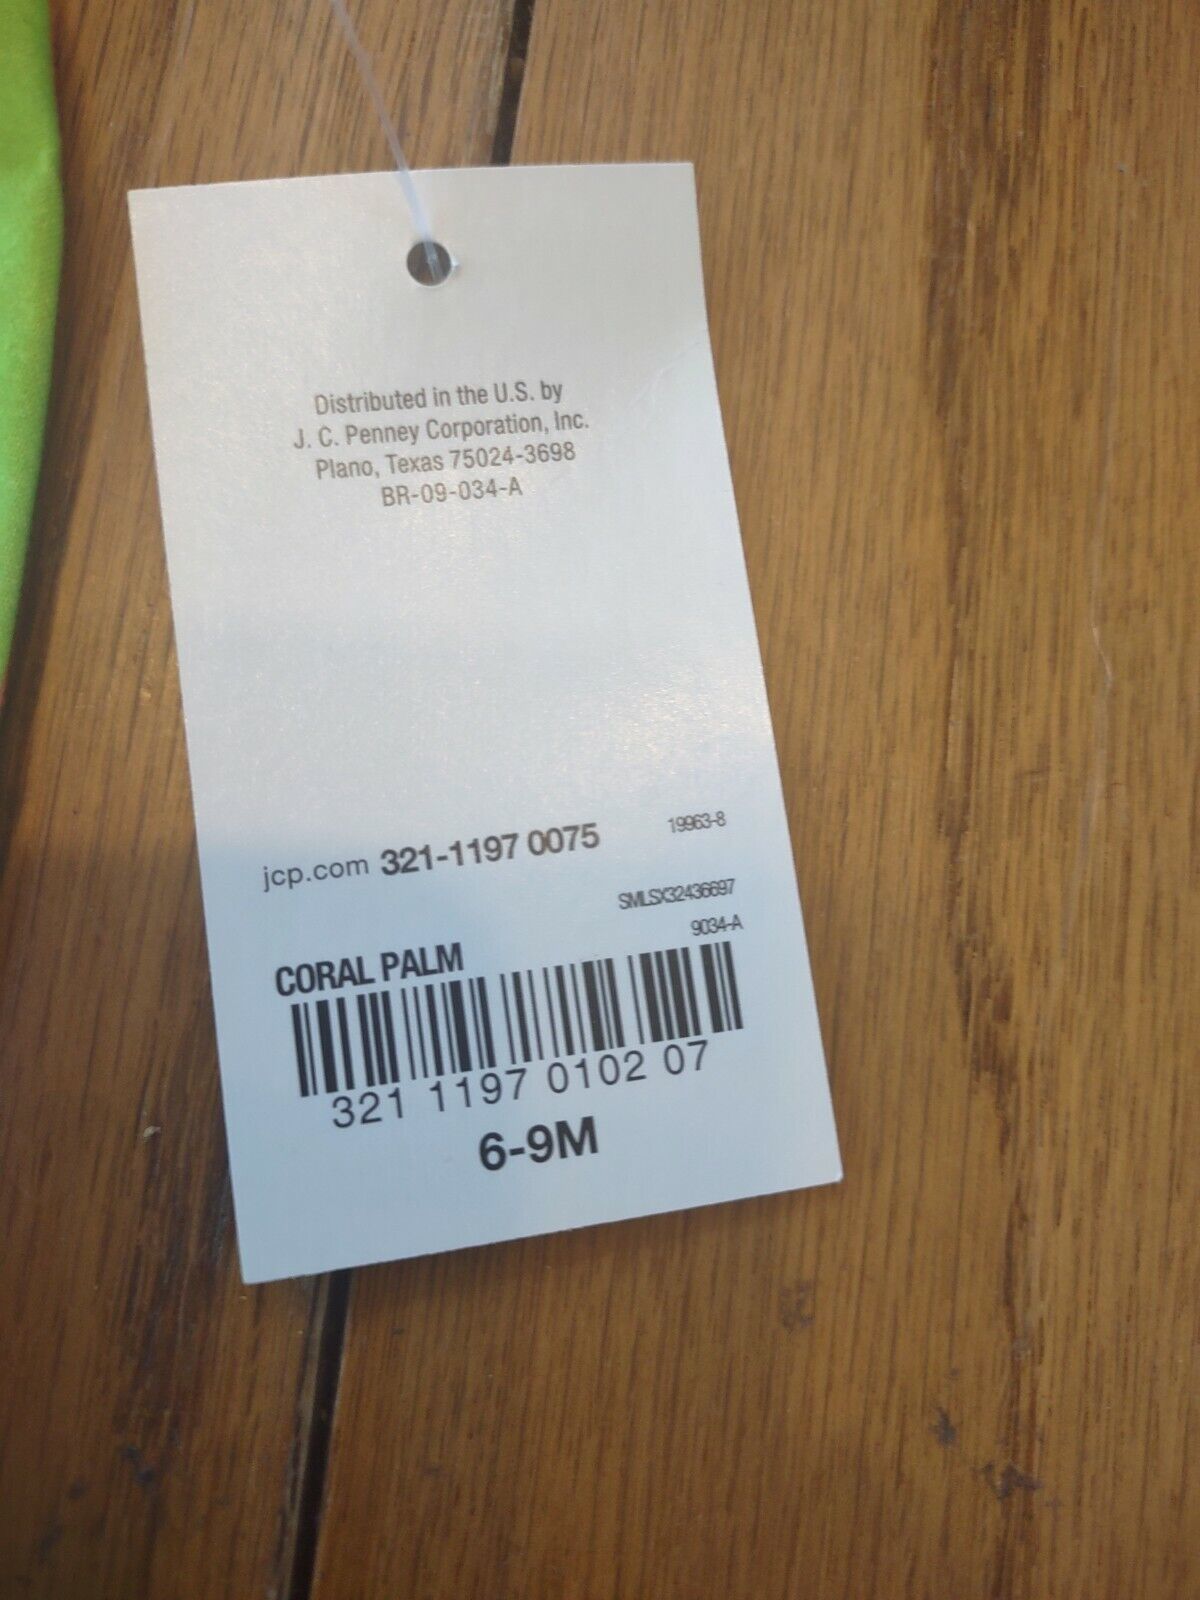 Distributed in the U.S. by
J. C. Penney Corporation, Inc.
Plano, Texas 75024-3698
BR-09-034-A
jcp.com 321-1197 0075
19963-8
SMLSX32436697
9034-A
CORAL PALM
321 1197 0102 07
6-9M